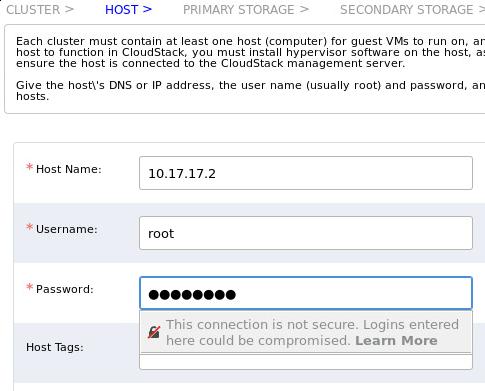 CLUSTER > HOST > PRIMARY STORAGE > SECONDARY STORAGE >
Each cluster must contain at least one host (computer) for guest VMs to run on, an
host to function in CloudStack, you must install hypervisor software on the host, as
ensure the host is connected to the CloudStack management server.
Give the host\'s DNS or IP address, the user name (usually root) and password, an
hosts.
* Host Name: 10.17.17.2
* Username: root
* Password: ●●●●●●●●
This connection is not secure. Logins entered
here could be compromised. Learn More
Host Tags: